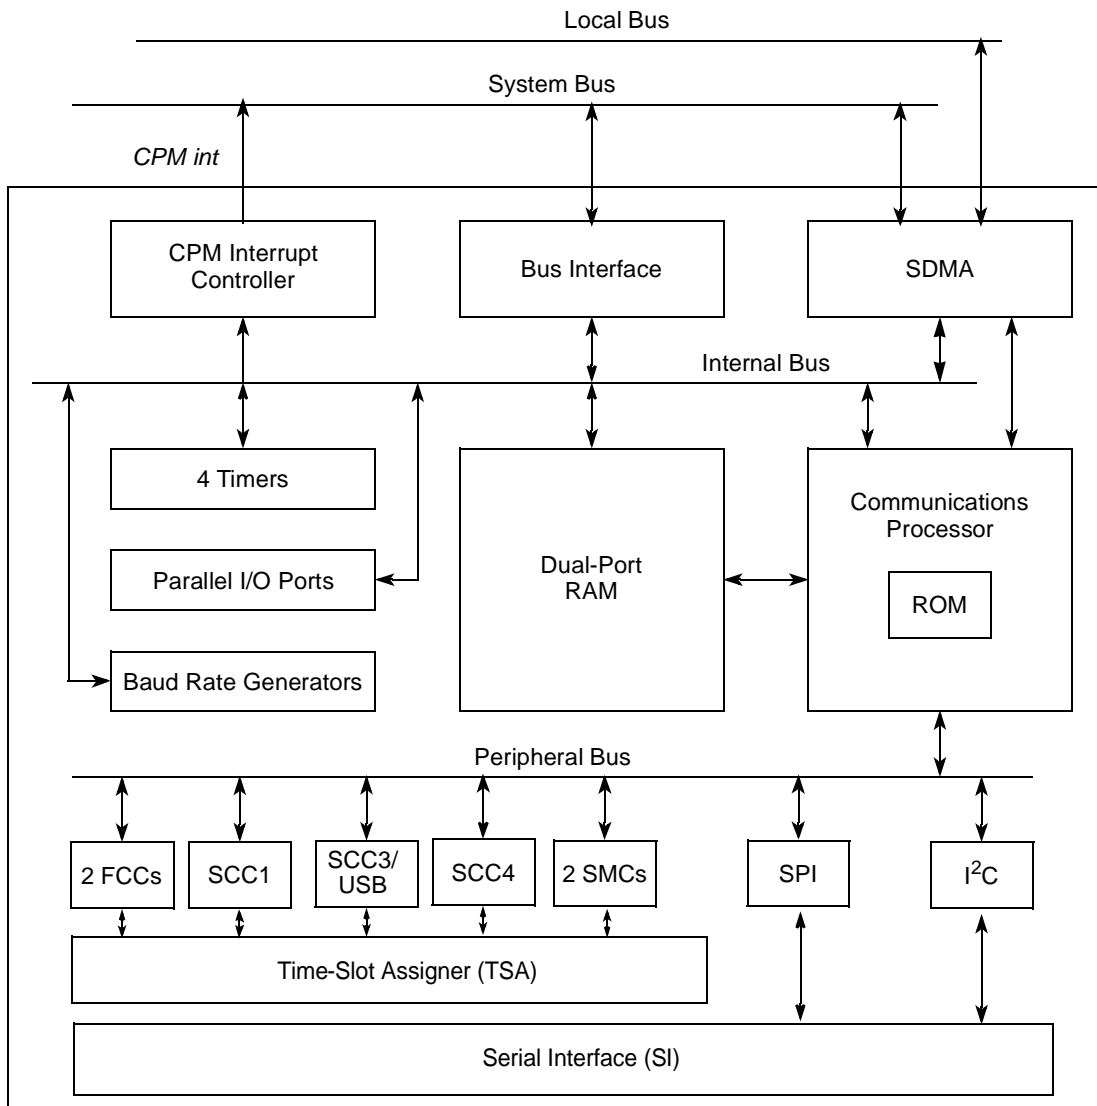 Local Bus
System Bus
CPM int
CPM Interrupt
Controller
Bus Interface
SDMA
Internal Bus
4 Timers
Parallel I/O Ports
Baud Rate Generators
Dual-Port
RAM
Communications
Processor
ROM
Peripheral Bus
2 FCCs
SCC1
SCC3/
USB
SCC4
2 SMCs
SPI
I²C
Time-Slot Assigner (TSA)
Serial Interface (SI)